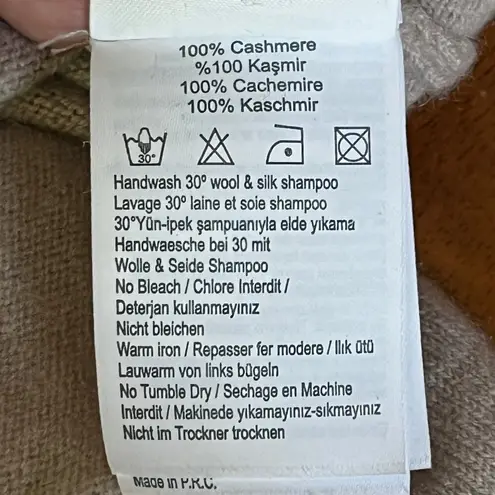 100% Cashmere
%100 Kaşmir
100% Cachemire
100% Kaschmir
30°
Handwash 30º wool & silk shampoo
Lavage 30º laine et soie shampoo
30°Yün-ipek şampuanıyla elde yıkama
Handwaesche bei 30 mit
Wolle & Seide Shampoo
No Bleach / Chlore Interdit /
Deterjan kullanmayınız
Nicht bleichen
Warm iron / Repasser fer modere / Ilık ütü
Lauwarm von links bügeln
No Tumble Dry / Sechage en Machine
Interdit / Makinede yıkamayınız-sıkmayınız
Nicht im Trockner trocknen
Made in P.R.C.